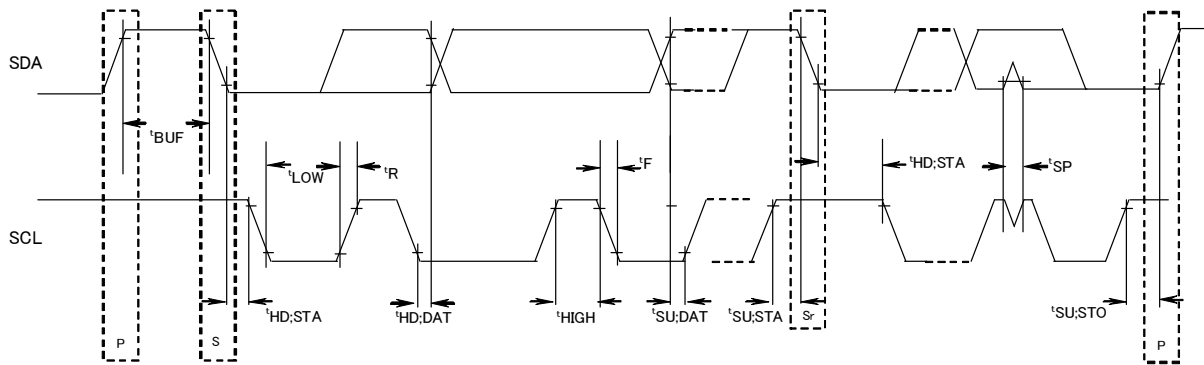 SDA
tBUF
tLOW
tR
tF
tHD;STA
tSP
SCL
tHD;STA
tHD;DAT
tHIGH
tSU;DAT
tSU;STA
Sr
tSU;STO
P
S
P